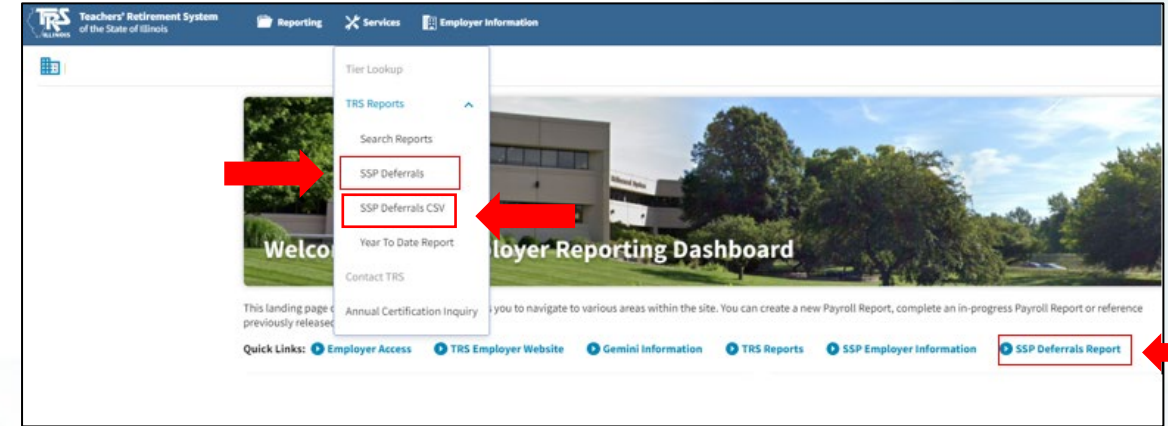 Teachers' Retirement System
of the State of Illinois
TRS
ILLINOIS
Reporting
Services
Employer Information
Tier Lookup
TRS Reports
Search Reports
SSP Deferrals
SSP Deferrals CSV
Year To Date Report
Contact TRS
Annual Certification Inquiry
Welco
loyer Reporting Dashboard
This landing page
you to navigate to various areas within the site. You can create a new Payroll Report, complete an in-progress Payroll Report or reference
previously released
Quick Links: Employer Access TRS Employer Website Gemini Information TRS Reports SSP Employer Information SSP Deferrals Report